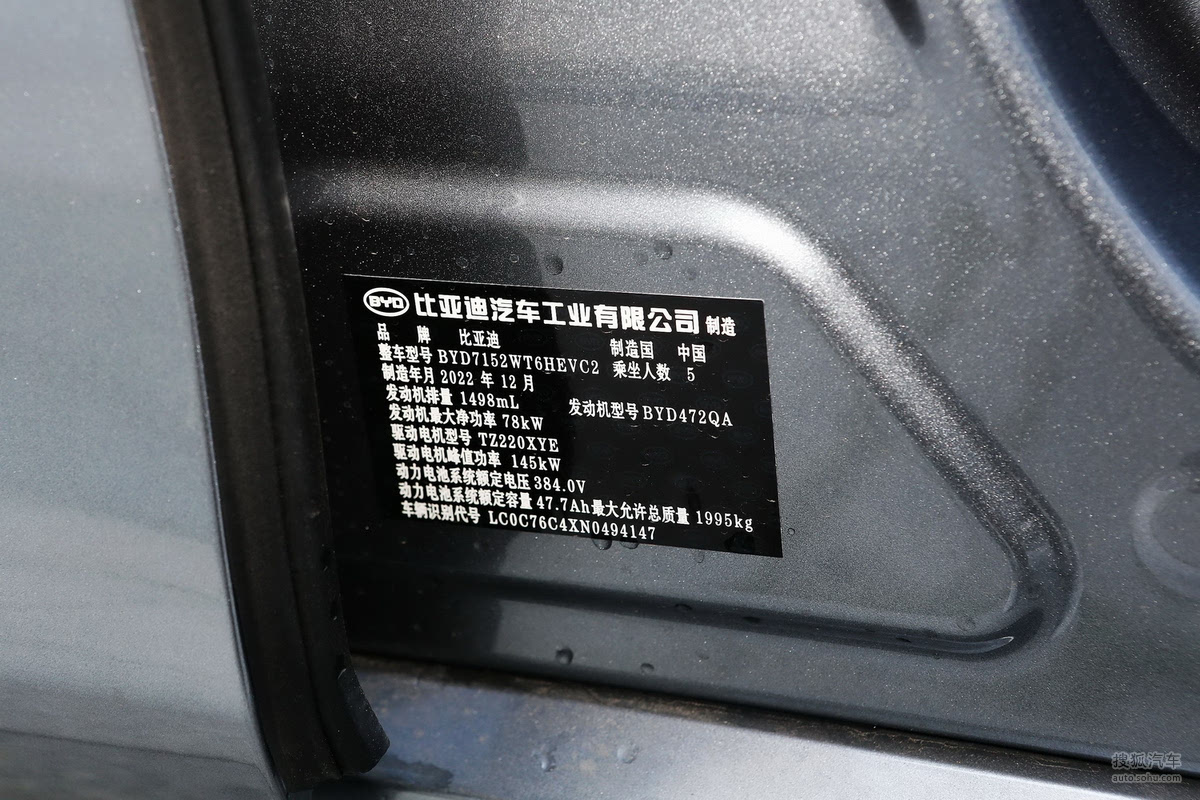 BYD 比亚迪汽车工业有限公司 制造
品 牌 比亚迪 制造国 中国
整车型号 BYD7152WT6HEVC2 乘坐人数 5
制造年月 2022 年 12 月
发动机排量 1498mL 发动机型号 BYD472QA
发动机最大净功率 78kW
驱动电机型号 TZ220XYE
驱动电机峰值功率 145kW
动力电池系统额定电压 384.0V
动力电池系统额定容量 47.7Ah 最大允许总质量 1995kg
车辆识别代号 LC0C76C4XN0494147
搜狐汽车
auto.sohu.com